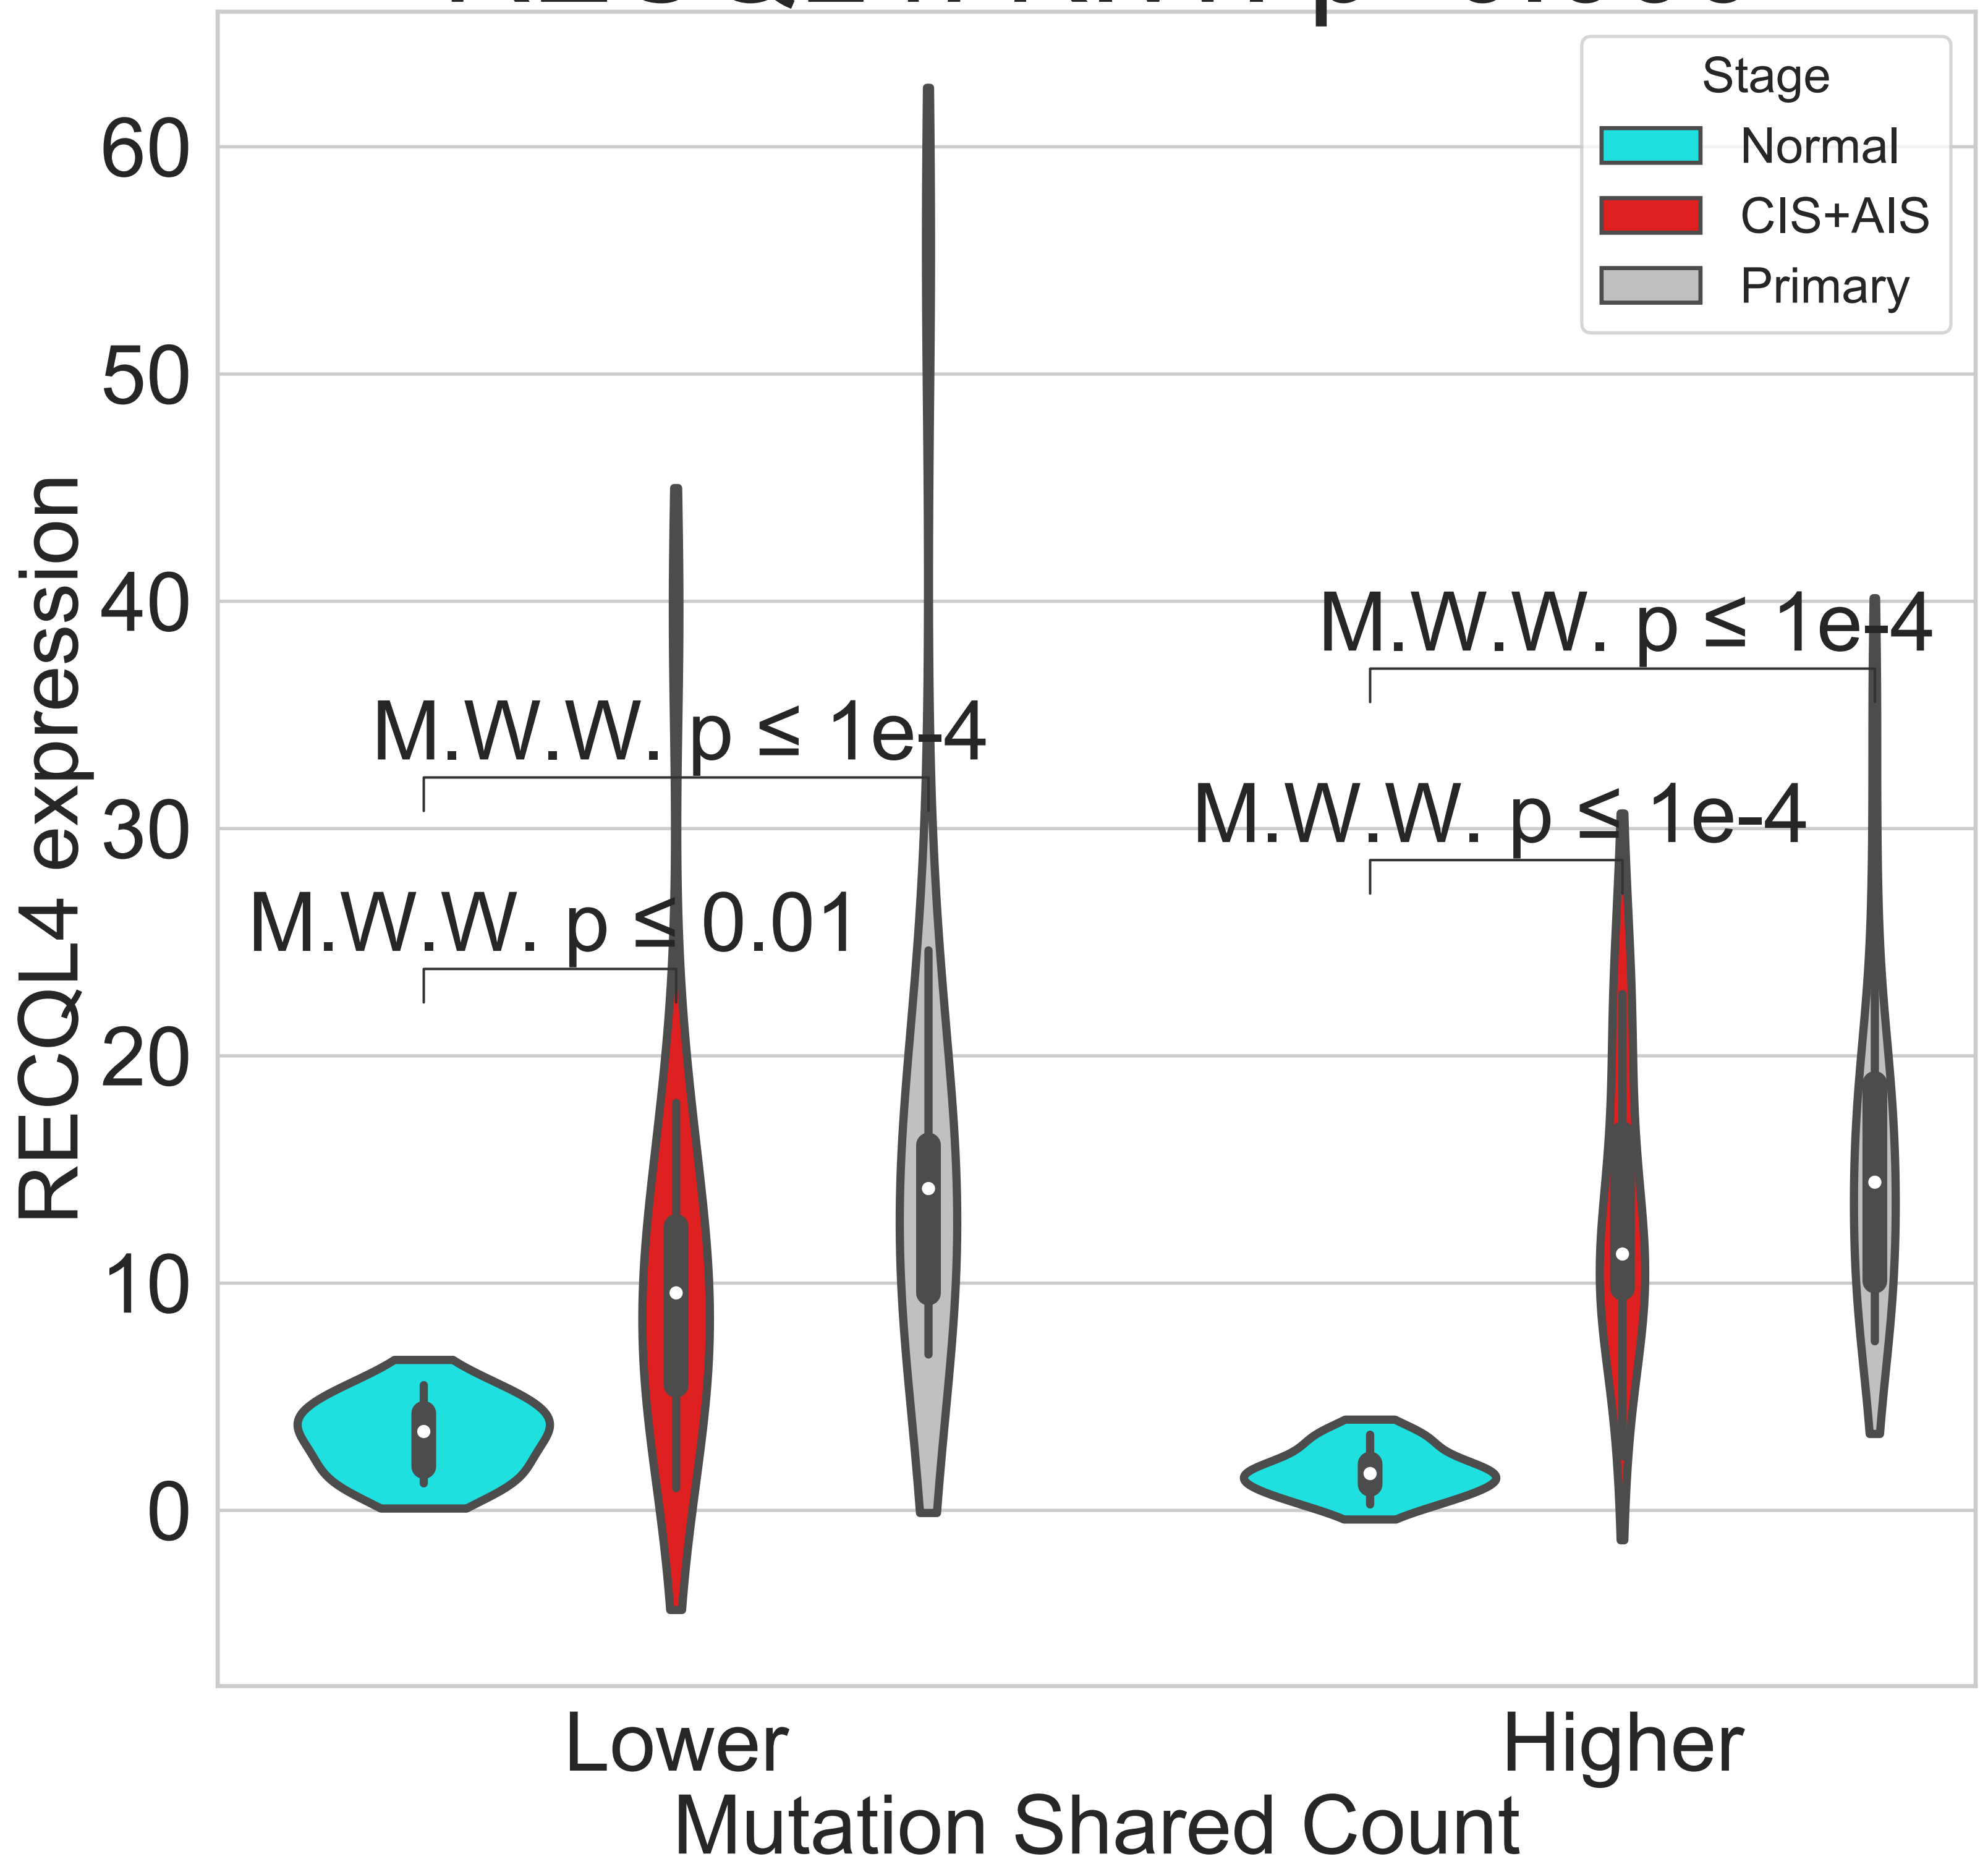 Stage
Normal
CIS+AIS
Primary
60
50
40
30
20
10
0
RECQL4 expression
M.W.W. p ≤ 1e-4
M.W.W. p ≤ 1e-4
M.W.W. p ≤ 1e-4
M.W.W. p ≤ 0.01
Lower
Higher
Mutation Shared Count